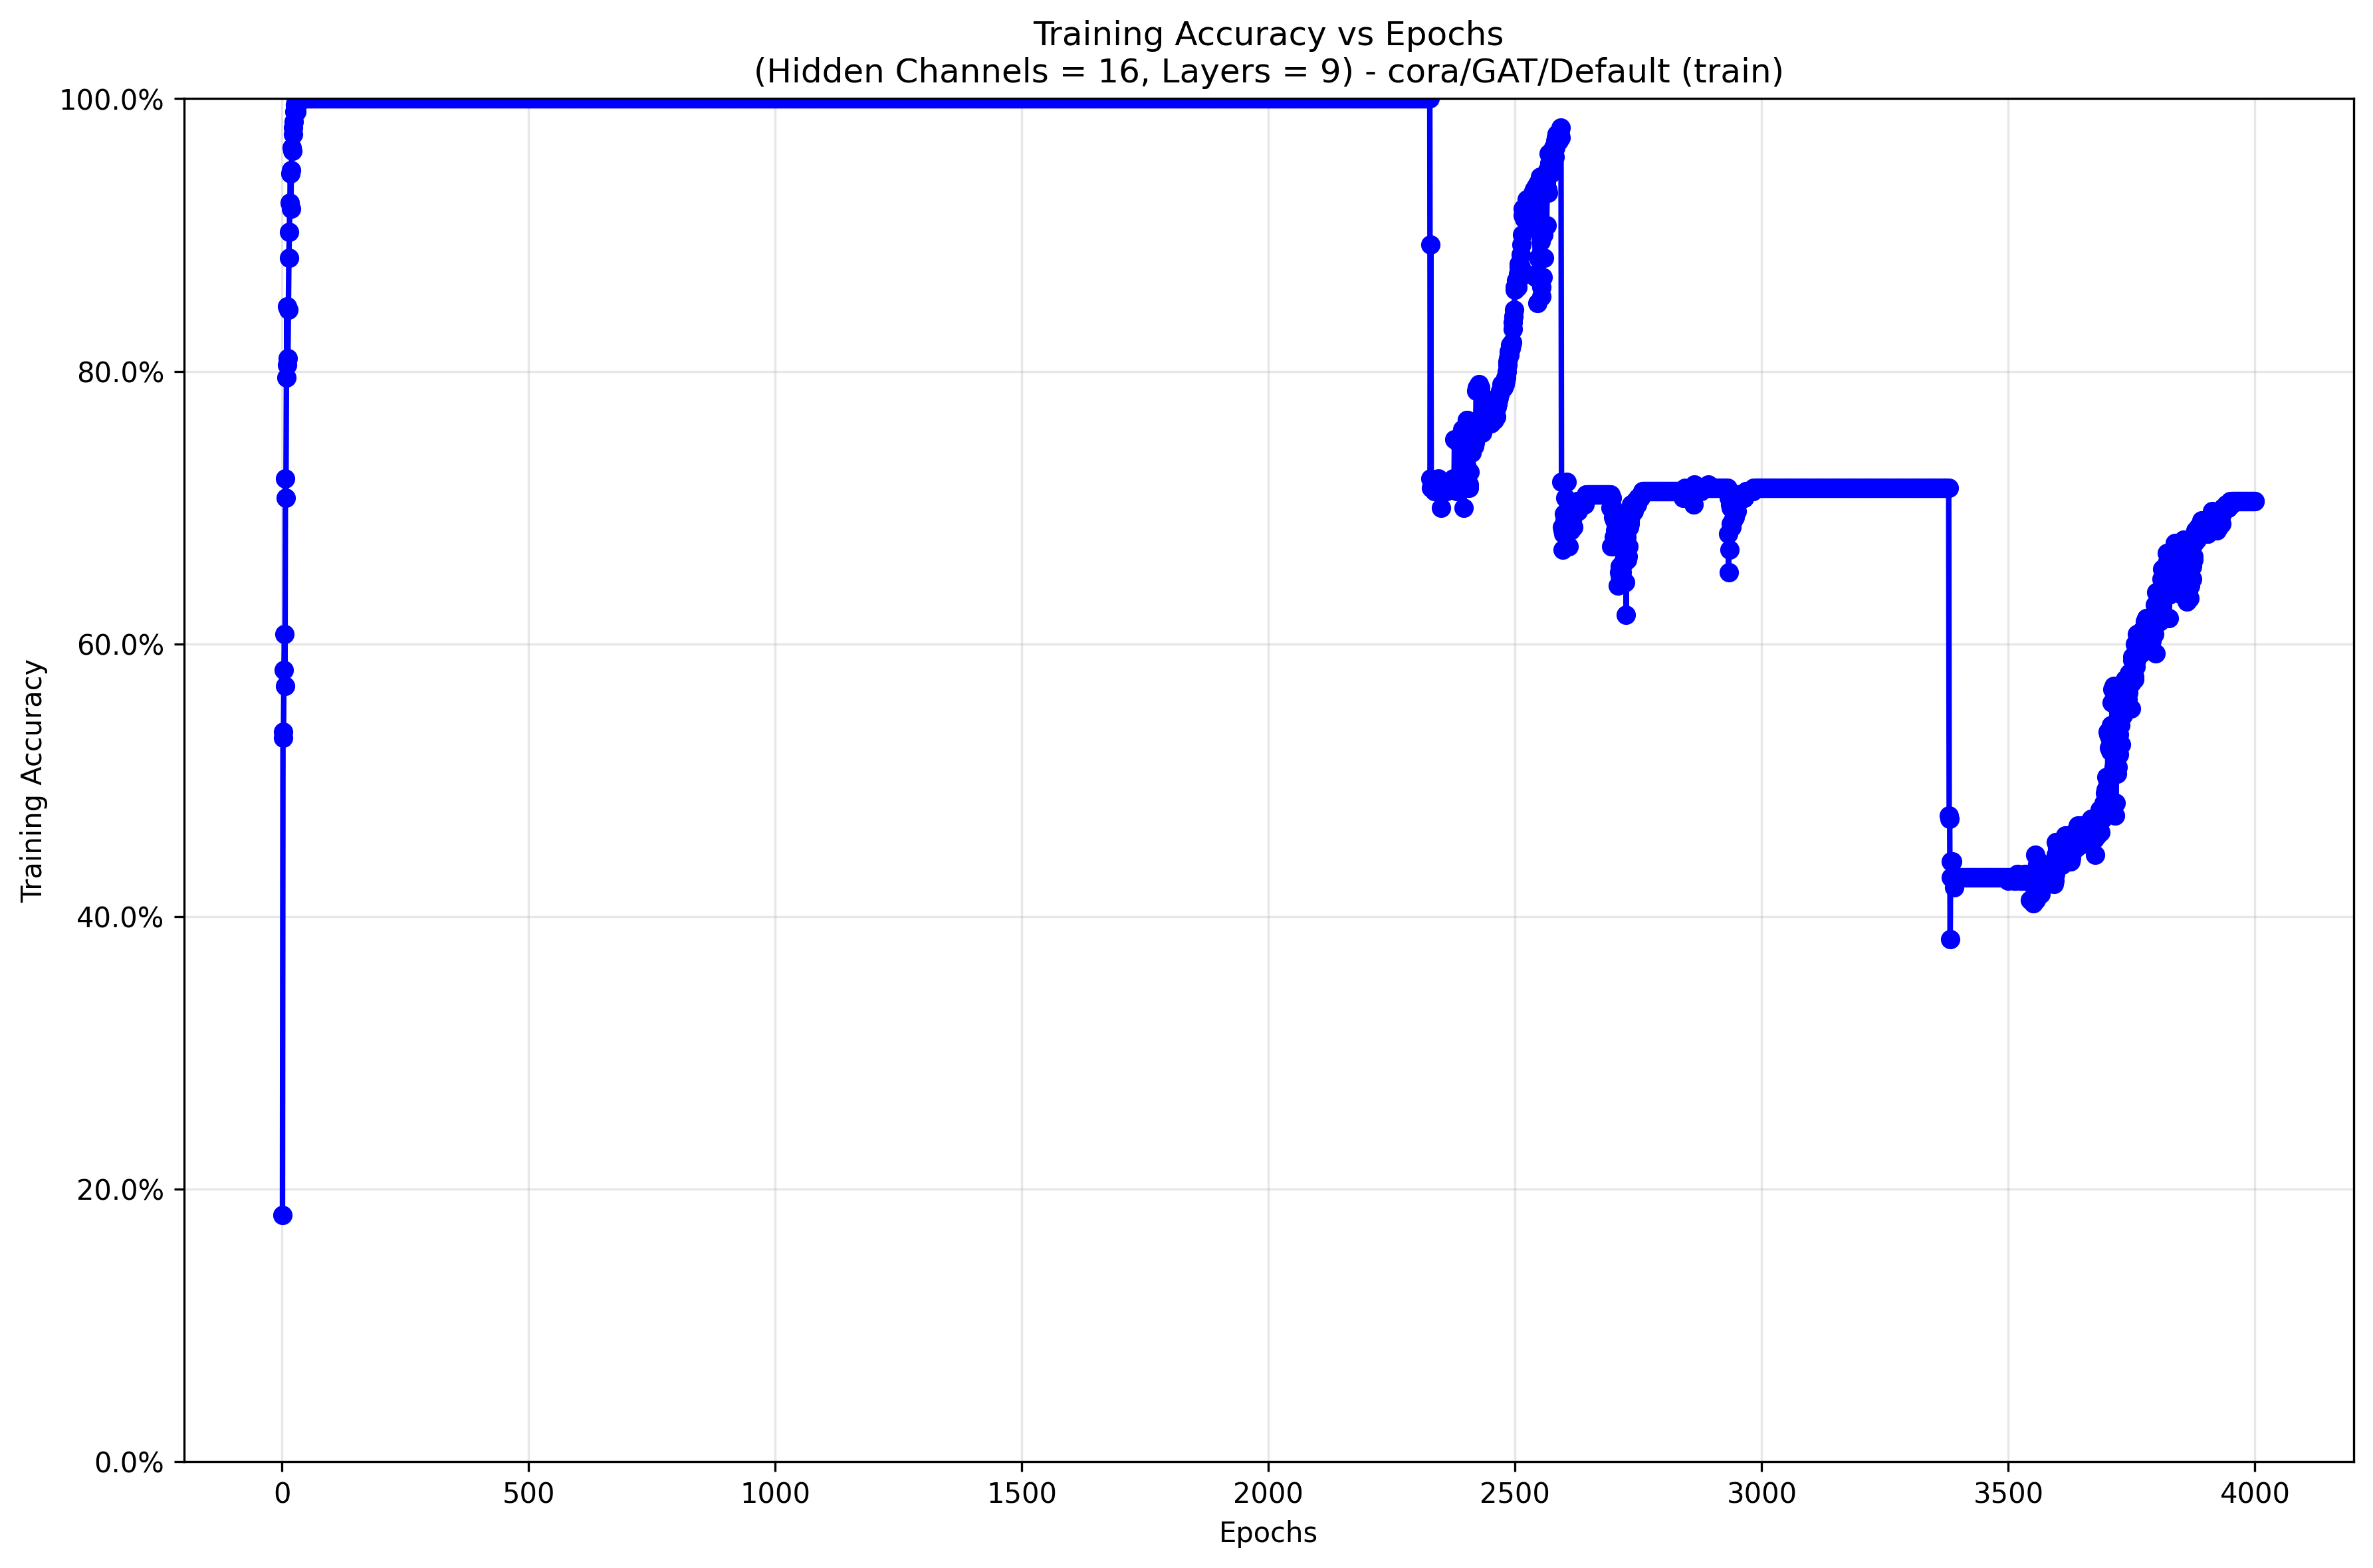 Training Accuracy vs Epochs
(Hidden Channels = 16, Layers = 9) - cora/GAT/Default (train)
Training Accuracy
100.0%
80.0%
60.0%
40.0%
20.0%
0.0%
0 500 1000 1500 2000 2500 3000 3500 4000
Epochs